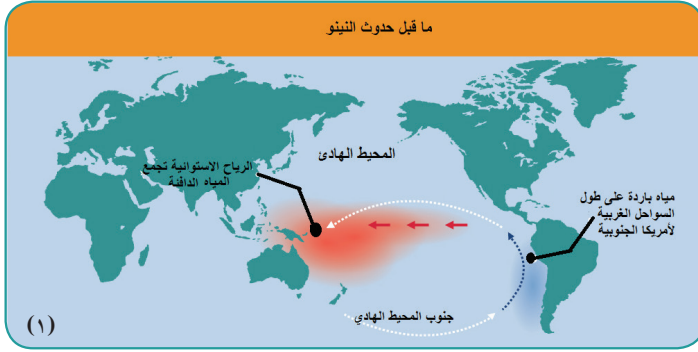 ما قبل حدوث النينو
المحيط الهادئ
الرياح الاستوائية تجمع
المياه الدافئة
مياه باردة على طول
السواحل الغربية
لأمريكا الجنوبية
جنوب المحيط الهادي
(١)